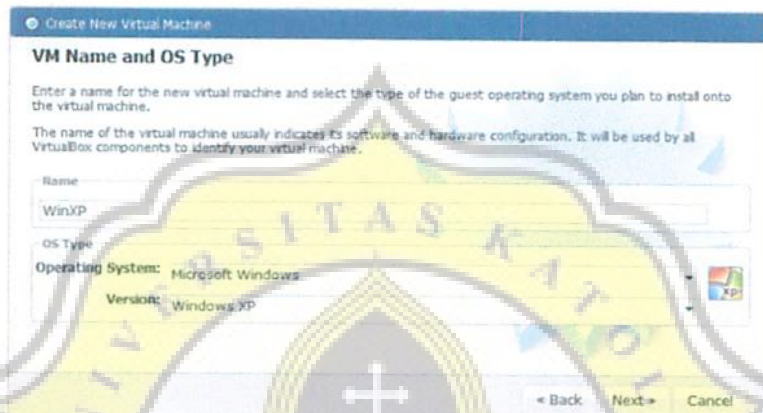 Create New Virtual Machine
VM Name and OS Type
Enter a name for the new virtual machine and select the type of the guest operating system you plan to install onto
the virtual machine.
The name of the virtual machine usually indicates its software and hardware configuration. It will be used by all
VirtualBox components to identify your virtual machine.
Name
WinXP
OS Type
Operating System: Microsoft Windows
Version: Windows XP
XP
< Back Next > Cancel
VERSITAS KATOL